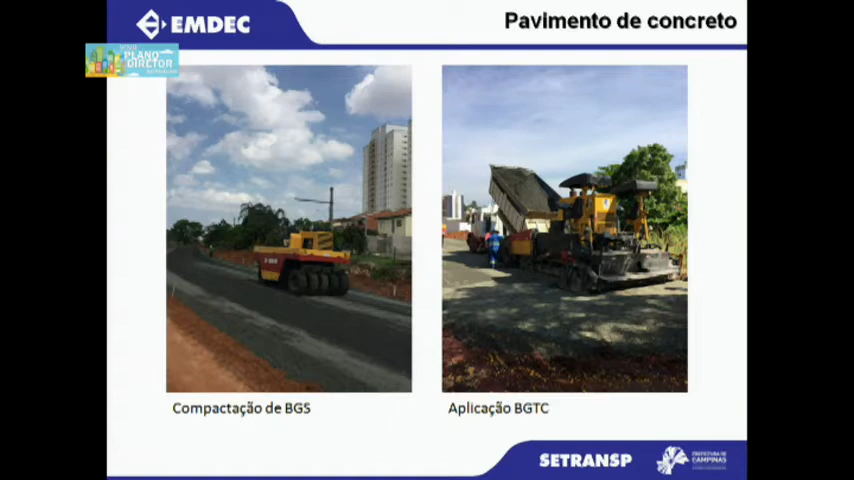 EMDEC
Pavimento de concreto
PLANO
DIRETOR
Compactação de BGS
Aplicação BGTC
SETRANSP
PREFEITURA DE
CAMPINAS